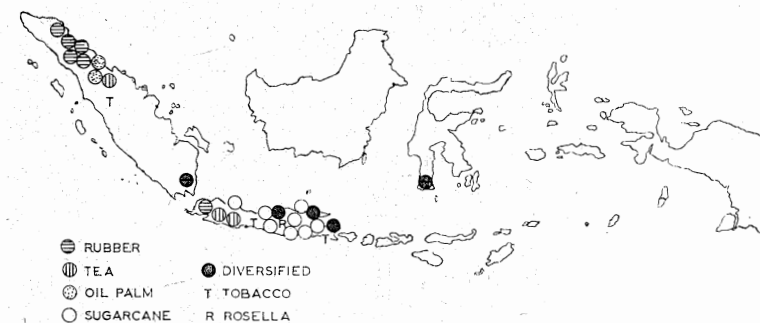 T
T
R
T
RUBBER
TEA
DIVERSIFIED
OIL PALM
T TOBACCO
SUGARCANE
R ROSELLA